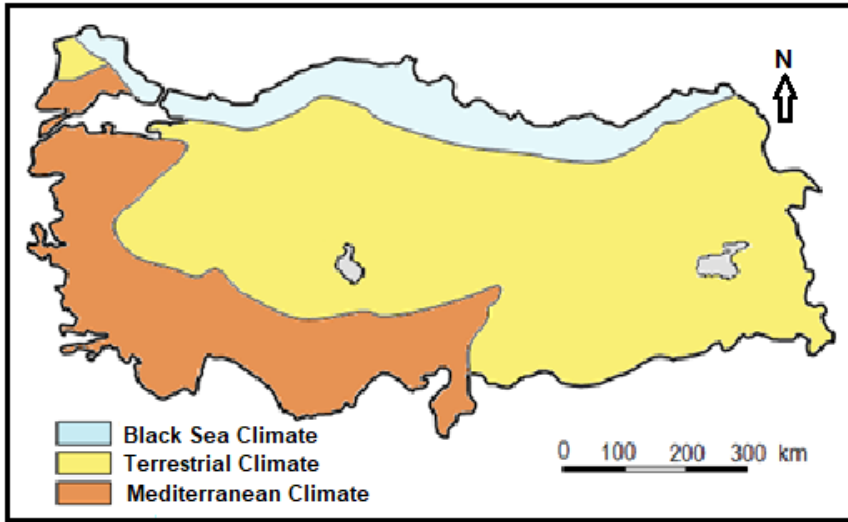 N
Black Sea Climate
Terrestrial Climate
Mediterranean Climate
0 100 200 300 km